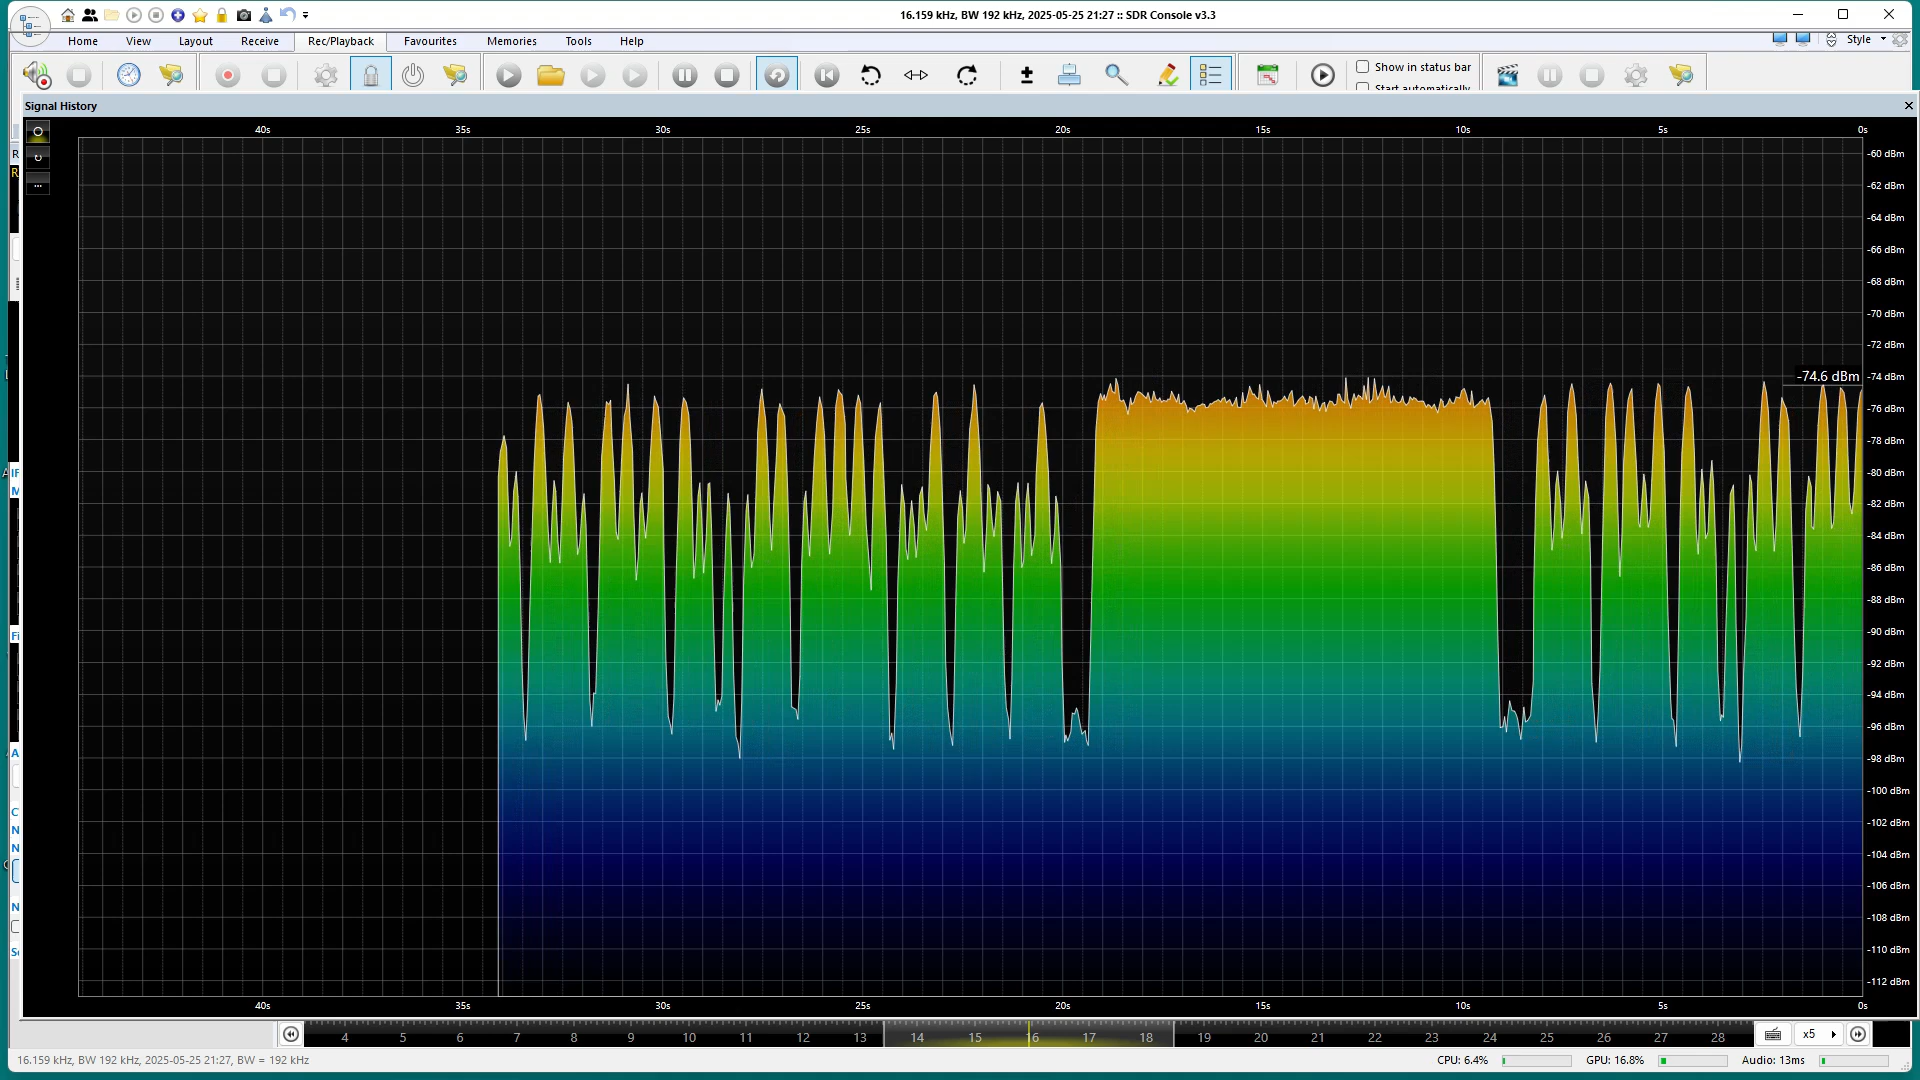 16.159 kHz, BW 192 kHz, 2025-05-25 21:27 :: SDR Console v3.3
Home View Layout Receive Rec/Playback Favourites Memories Tools Help Style
Show in status bar
Start automatically
Signal History
40s 35s 30s 25s 20s 15s 10s 5s 0s
-60 dBm
-62 dBm
-64 dBm
-66 dBm
-68 dBm
-70 dBm
-72 dBm
-74 dBm
-74.6 dBm
-76 dBm
-78 dBm
-80 dBm
-82 dBm
-84 dBm
-86 dBm
-88 dBm
-90 dBm
-92 dBm
-94 dBm
-96 dBm
-98 dBm
-100 dBm
-102 dBm
-104 dBm
-106 dBm
-108 dBm
-110 dBm
-112 dBm
40s 35s 30s 25s 20s 15s 10s 5s 0s
4 5 6 7 8 9 10 11 12 13 14 15 16 17 18 19 20 21 22 23 24 25 26 27 28 x5
16.159 kHz, BW 192 kHz, 2025-05-25 21:27, BW = 192 kHz CPU: 6.4% GPU: 16.8% Audio: 13ms